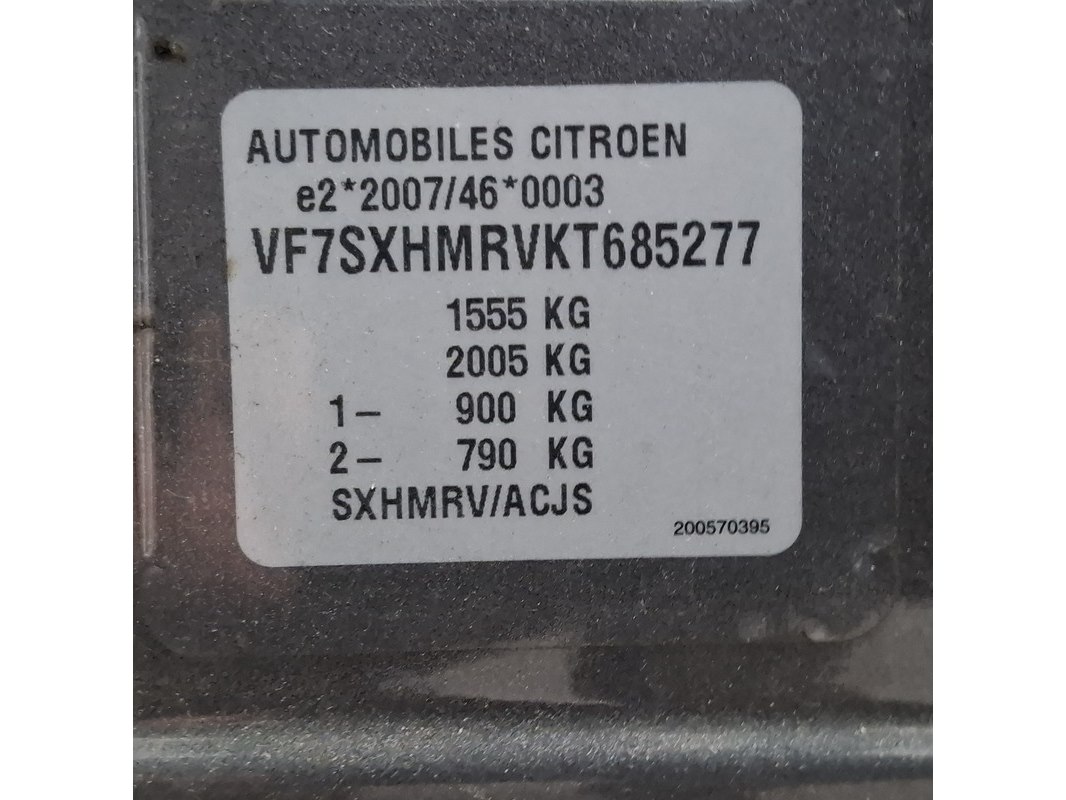 AUTOMOBILES CITROEN
e2*2007/46*0003
VF7SXHMRVKT685277
1555 KG
2005 KG
1- 900 KG
2- 790 KG
SXHMRV/ACJS
200570395